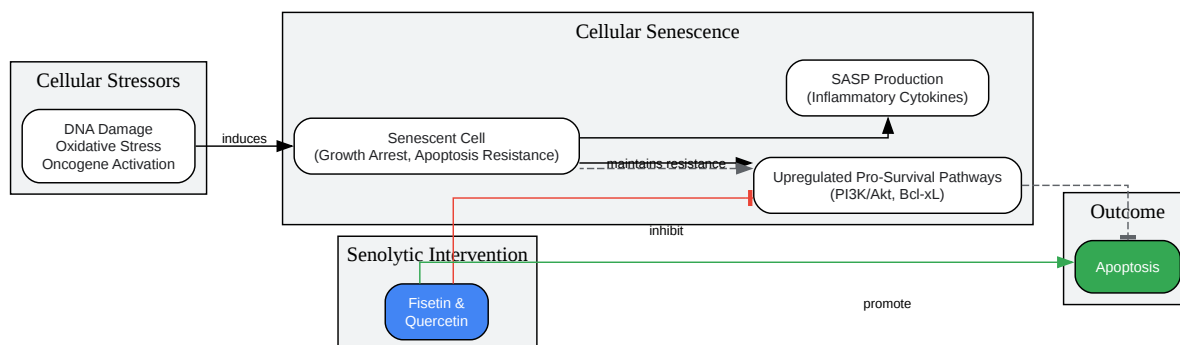 Cellular Stressors
DNA Damage
Oxidative Stress
Oncogene Activation
induces
Cellular Senescence
Senescent Cell
(Growth Arrest, Apoptosis Resistance)
SASP Production
(Inflammatory Cytokines)
maintains resistance
Upregulated Pro-Survival Pathways
(PI3K/Akt, Bcl-xL)
inhibit
Senolytic Intervention
Fisetin &
Quercetin
promote
Outcome
Apoptosis